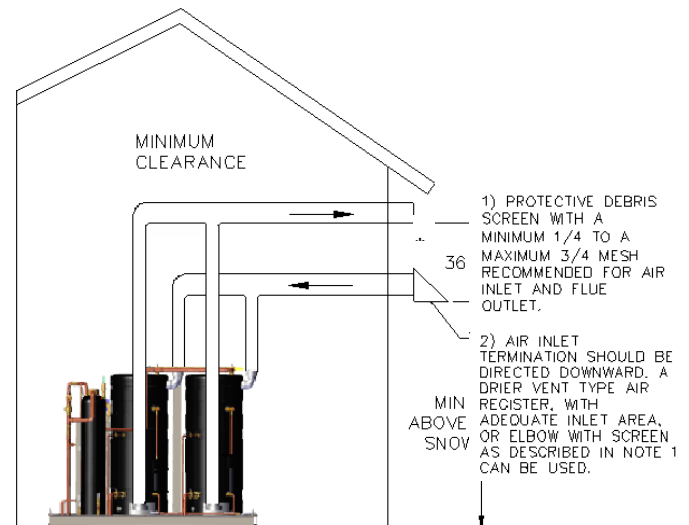 MINIMUM
CLEARANCE
1) PROTECTIVE DEBRIS
SCREEN WITH A
MINIMUM 1/4 TO A
MAXIMUM 3/4 MESH
RECOMMENDED FOR AIR
INLET AND FLUE
OUTLET.
36
2) AIR INLET
TERMINATION SHOULD BE
DIRECTED DOWNWARD. A
DRIER VENT TYPE AIR
REGISTER, WITH
ADEQUATE INLET AREA,
OR ELBOW WITH SCREEN
AS DESCRIBED IN NOTE 1
CAN BE USED.
MIN
ABOVE